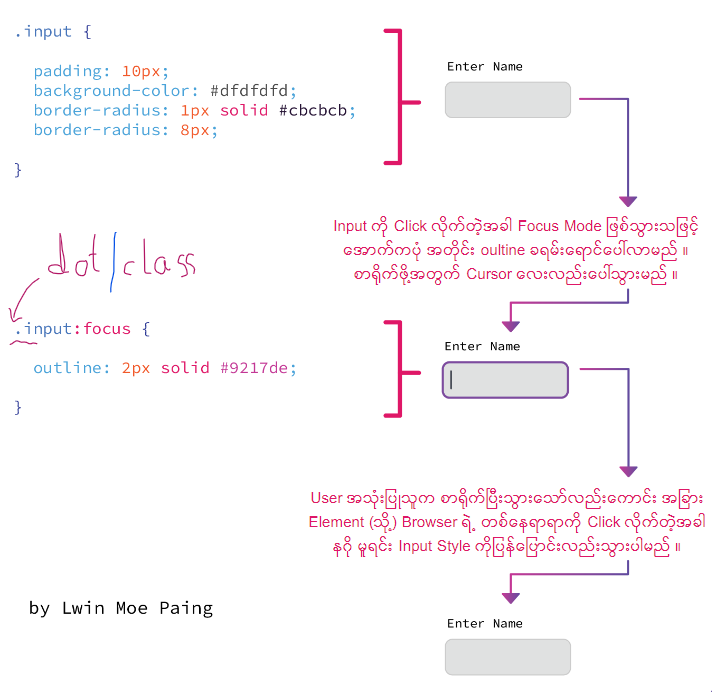 .input {
padding: 10px;
background-color: #dfdfdfd;
border-radius: 1px solid #cbcbcb;
border-radius: 8px;
}
Enter Name
Input ကို Click လိုက်တဲ့အခါ Focus Mode ဖြစ်သွားသဖြင့်
အောက်ကပုံ အတိုင်း oultine ခရမ်းရောင်ပေါ်လာမည် ။
စာရိုက်ဖို့အတွက် Cursor လေးလည်းပေါ်သွားမည် ။
dot/class
.input:focus {
outline: 2px solid #9217de;
}
Enter Name
User အသုံးပြုသူက စာရိုက်ပြီးသွားသော်လည်းကောင်း အခြား
Element (သို့) Browser ရဲ့ တစ်နေရာရာကို Click လိုက်တဲ့အခါ
နဂို မူရင်း Input Style ကိုပြန်ပြောင်းလည်းသွားပါမည် ။
by Lwin Moe Paing
Enter Name